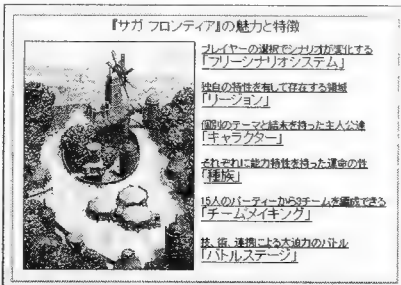 『サガ フロンティア』の魅力と特徴
プレイヤーの選択でシナリオが変化する
「フリーシナリオシステム」
独自の特性を有して存在する領域
「リージョン」
個別のテーマと結末を持った主人公達
「キャラクター」
それぞれに能力特性を持った運命の性
「種族」
15人のパーティーから3チームを編成できる
「チームメイキング」
技、術、連携による大迫力のバトル
「バトルステージ」